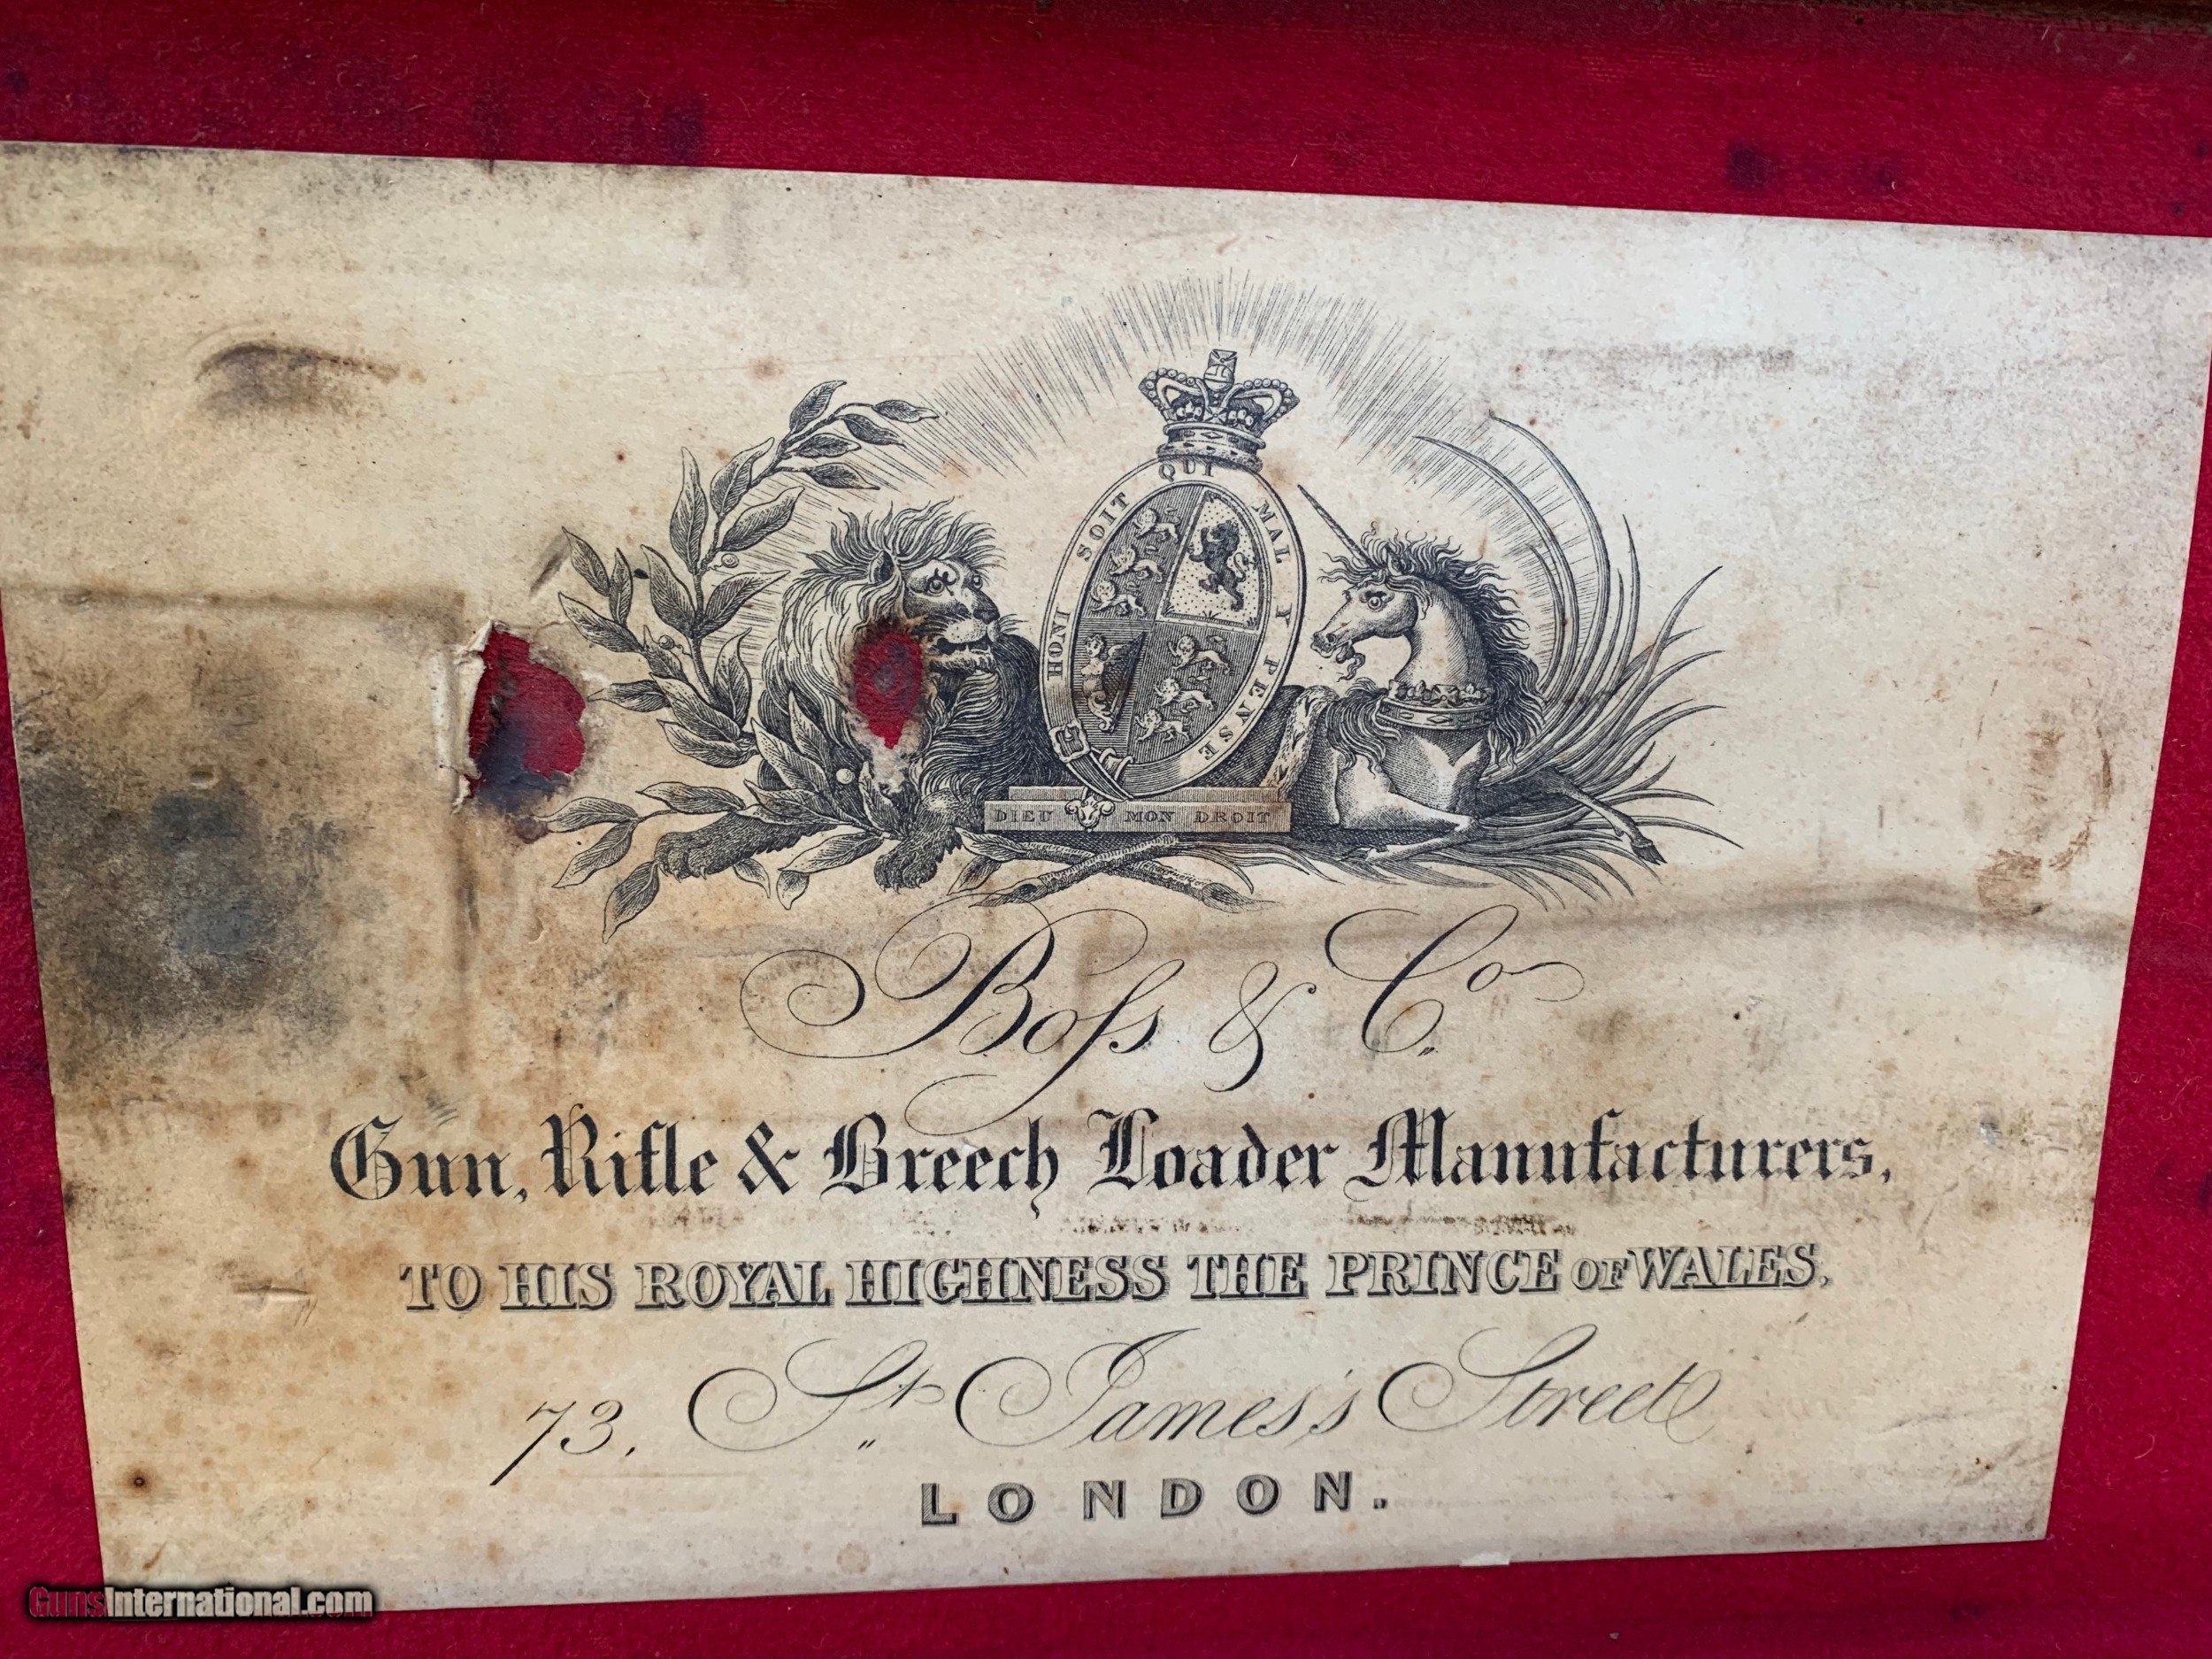 HONI SOIT QUI MAL Y PENSE
DIEU MON DROIT
Boſs & Co.
Gun, Rifle & Breech Loader Manufacturers,
TO HIS ROYAL HIGHNESS THE PRINCE OF WALES,
73, St. James's Street
LONDON.
GunsInternational.com